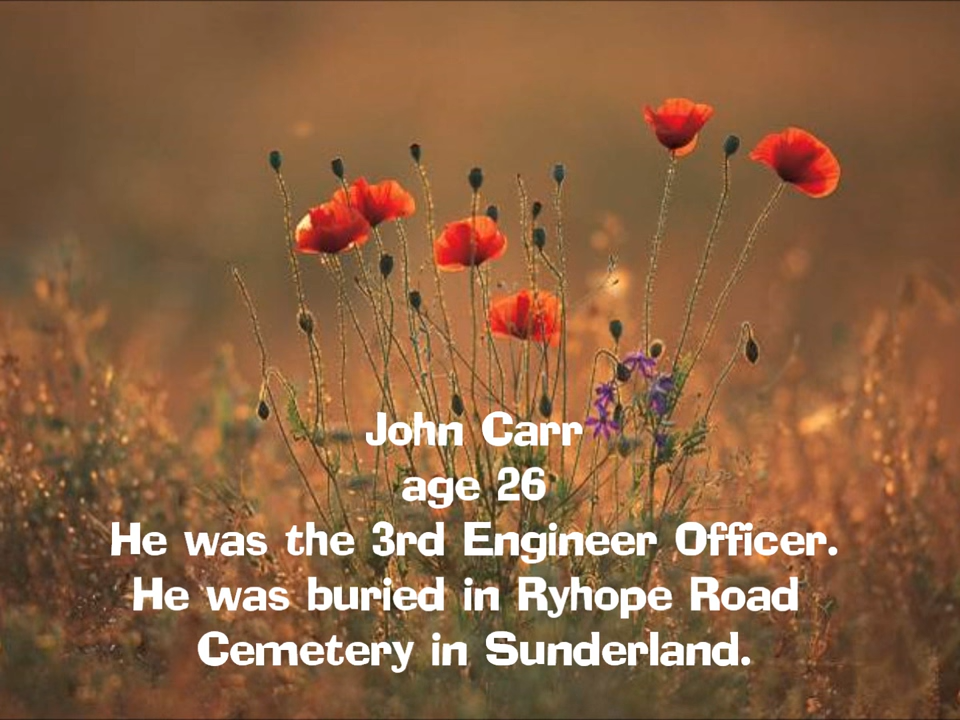 John Carr
age 26
He was the 3rd Engineer Officer.
He was buried in Ryhope Road
Cemetery in Sunderland.